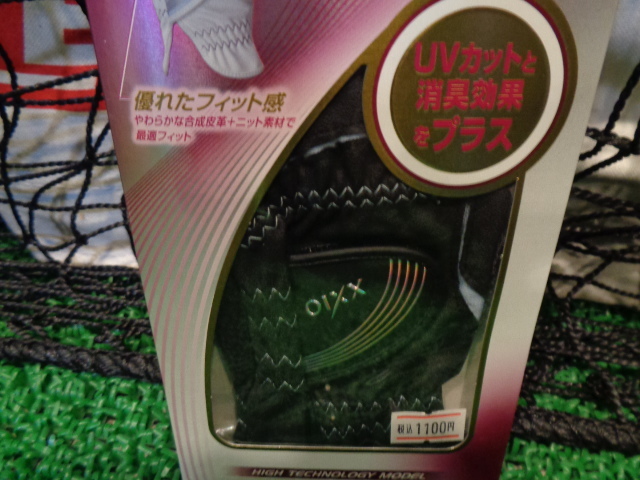 UVカットと
消臭効果
をプラス
優れたフィット感
やわらかな合成皮革+ニット素材で
最適フィット
OIXX
税込 1100円
HIGH TECHNOLOGY MODEL